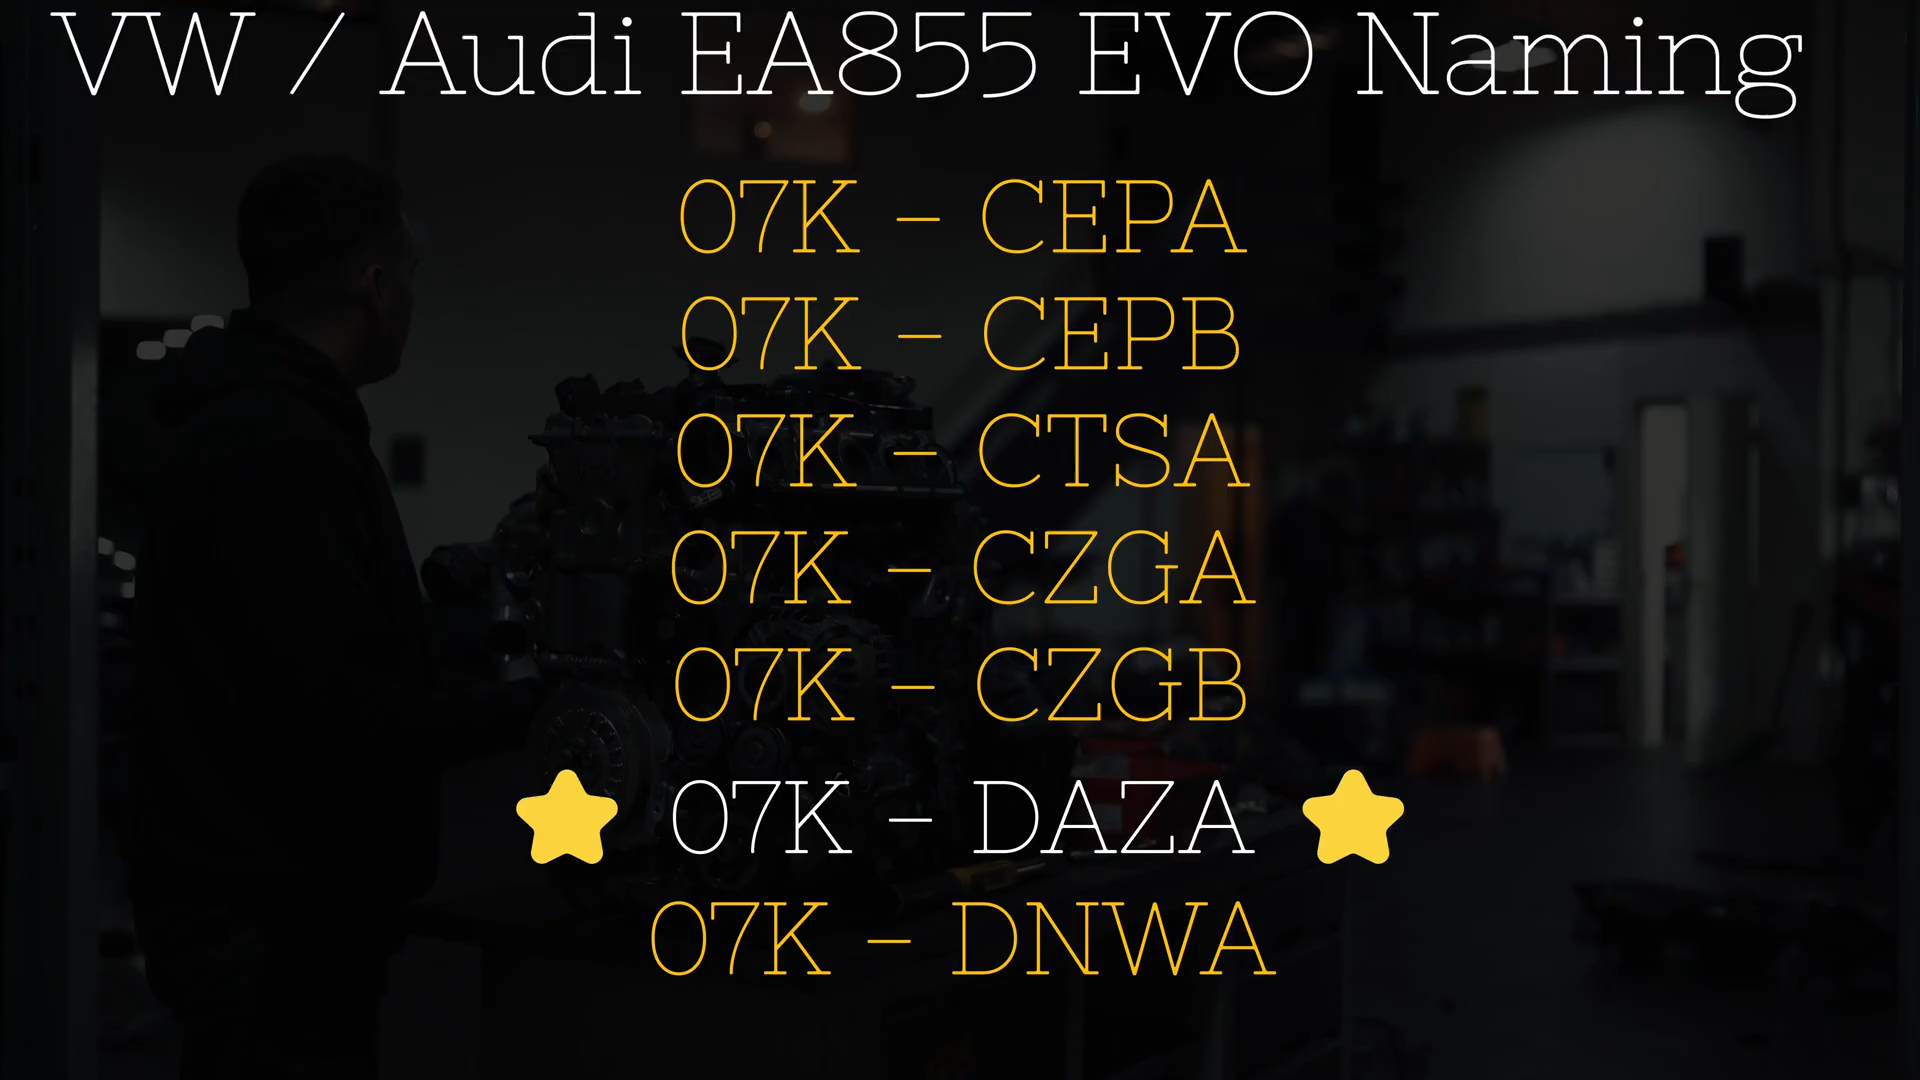 VW / Audi EA855 EVO Naming
07K – CEPA
07K – CEPB
07K – CTSA
07K – CZGA
07K – CZGB
07K – DAZA
07K – DNWA